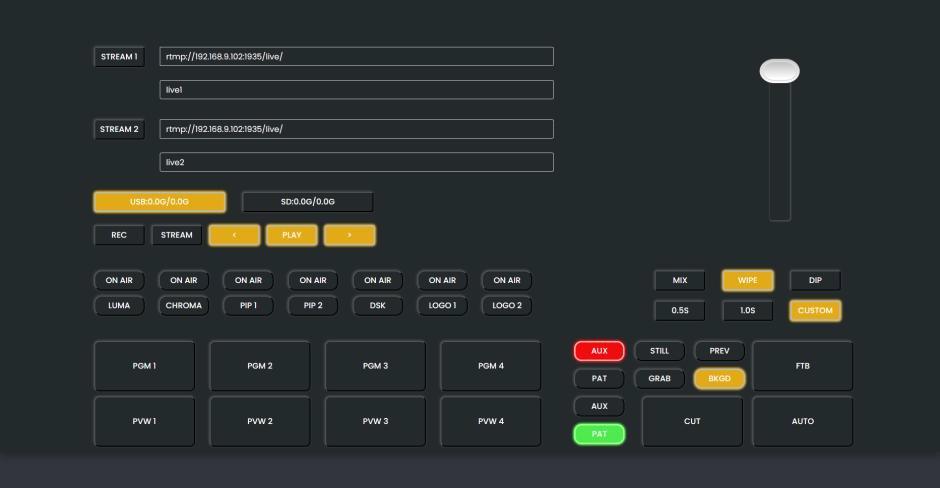 STREAM 1 rtmp://192.168.9.102:1935/live/
live1
STREAM 2 rtmp://192.168.9.102:1935/live/
live2
USB:0.0G/0.0G SD:0.0G/0.0G
REC STREAM < PLAY >
ON AIR ON AIR ON AIR ON AIR ON AIR ON AIR ON AIR MIX WIPE DIP
LUMA CHROMA PIP 1 PIP 2 DSK LOGO 1 LOGO 2 0.5S 1.0S CUSTOM
AUX STILL PREV
PGM 1 PGM 2 PGM 3 PGM 4 FTB
PAT GRAB BKGD
AUX
PVW 1 PVW 2 PVW 3 PVW 4 CUT AUTO
PAT